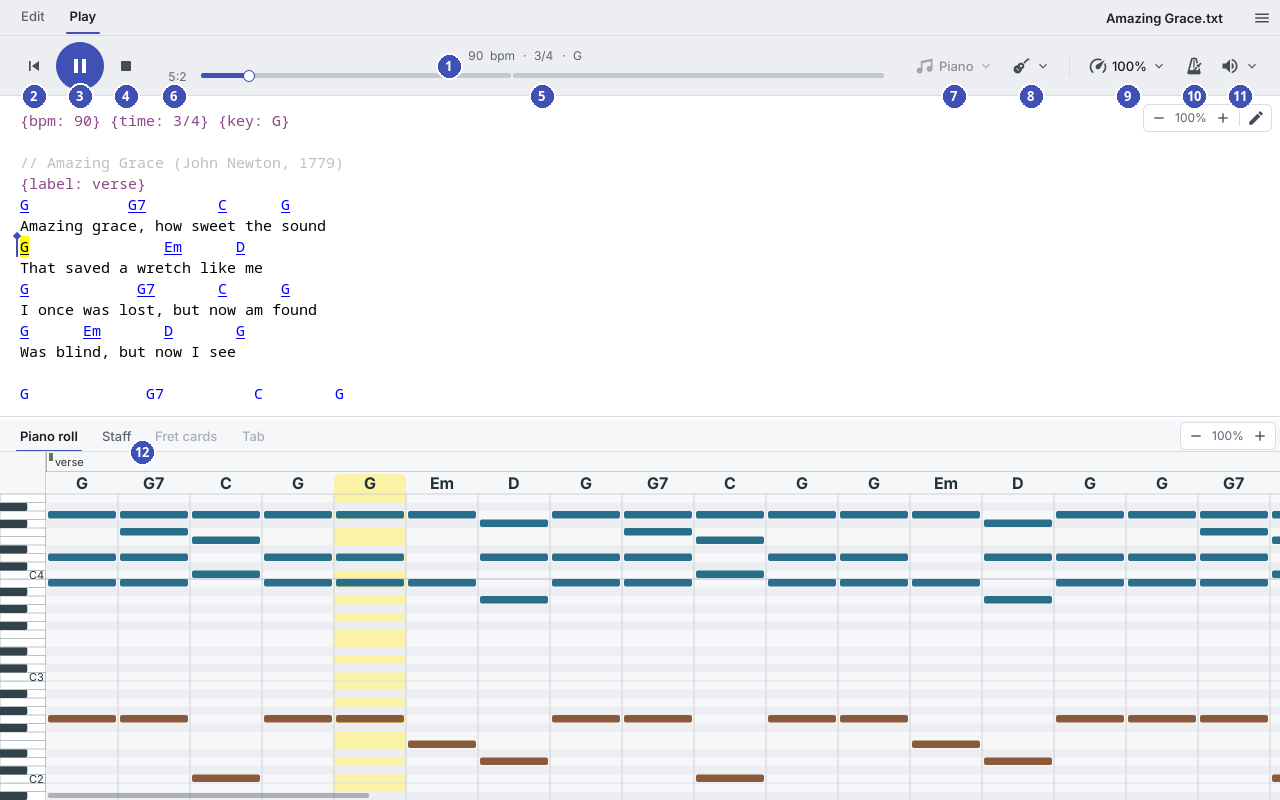 Edit Play Amazing Grace.txt
90 bpm · 3/4 · G
1
5:2
Piano
100%
2 3 4 6 5 7 8 9 10 11
{bpm: 90} {time: 3/4} {key: G}
100%
// Amazing Grace (John Newton, 1779)
{label: verse}
G G7 C G
Amazing grace, how sweet the sound
G Em D
That saved a wretch like me
G G7 C G
I once was lost, but now am found
G Em D G
Was blind, but now I see
G G7 C G
Piano roll Staff Fret cards Tab 100%
12
verse
G G7 C G G Em D G G7 C G G Em D G G G7
C4
C3
C2